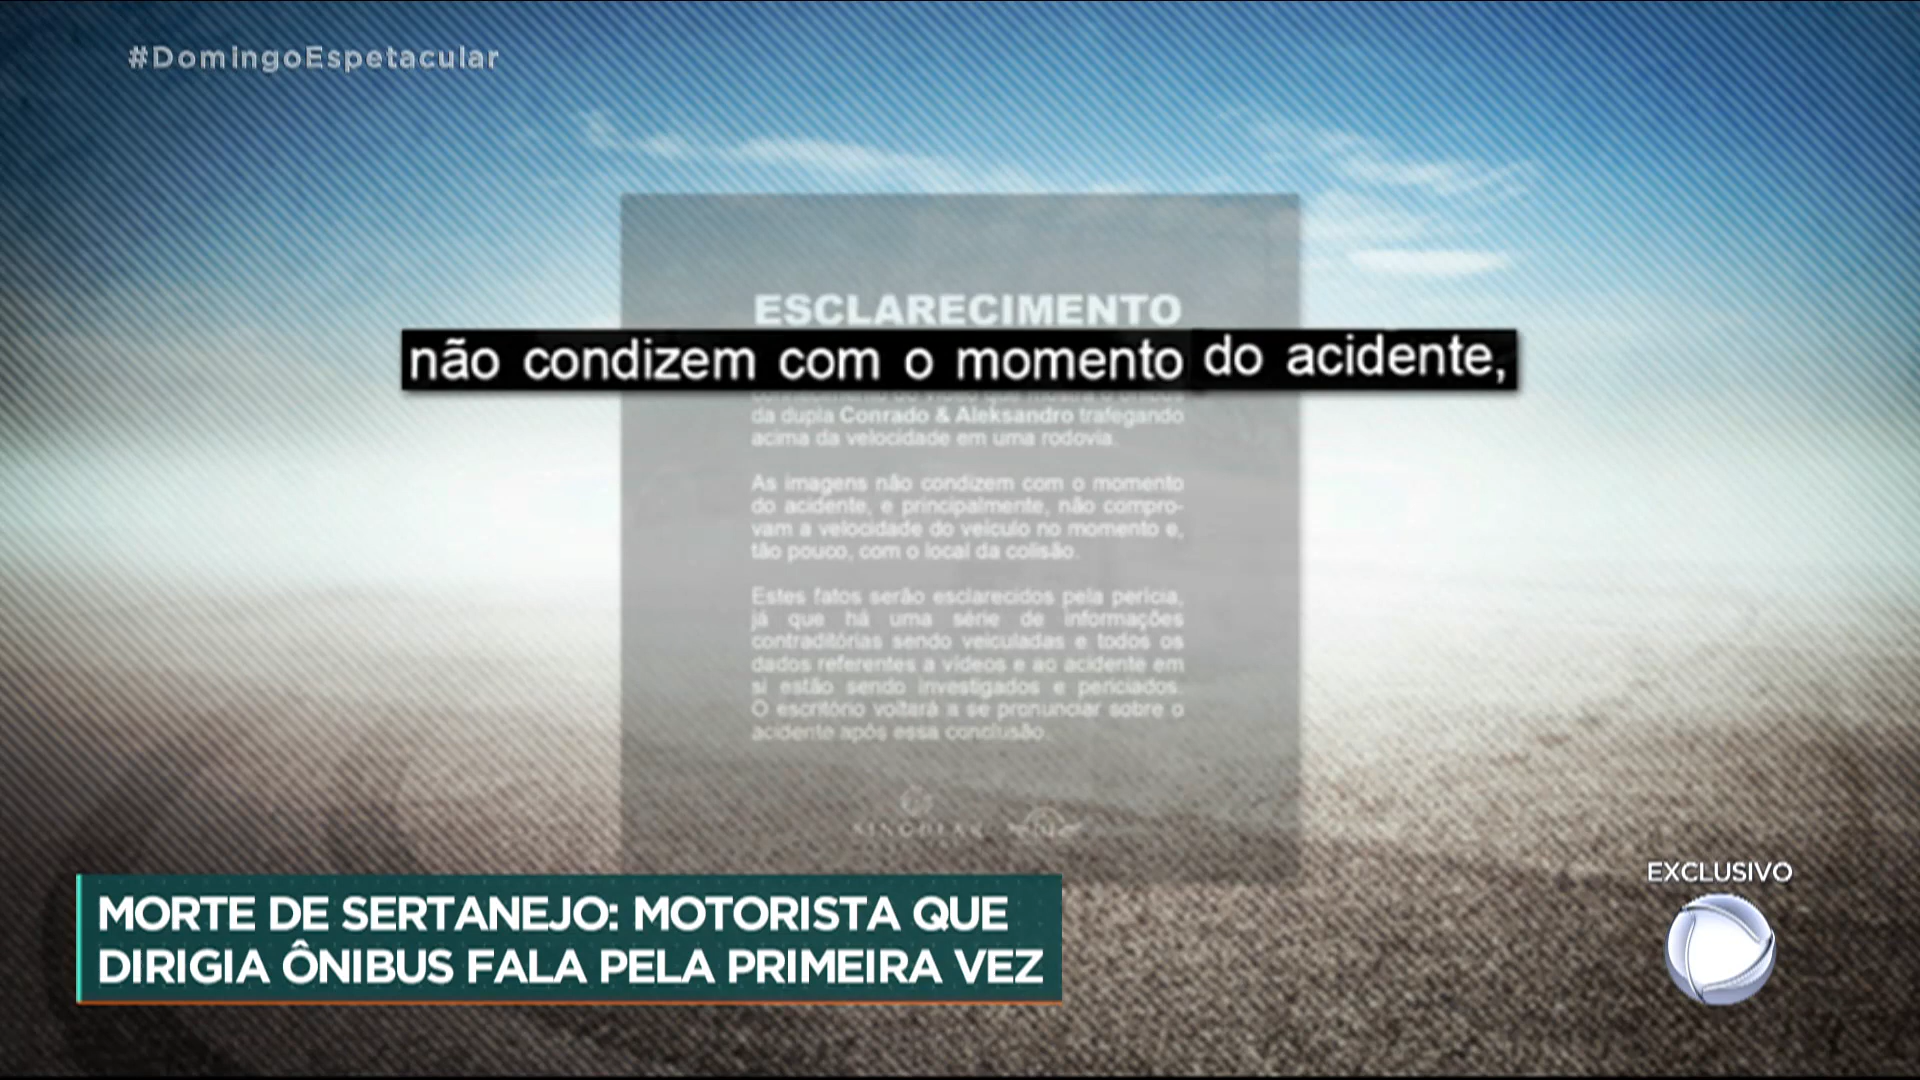 #DomingoEspetacular
ESCLARECIMENTO
não condizem com o momento do acidente,
da dupla Conrado & Aleksandro trafegando
acima da velocidade em uma rodovia.
As imagens não condizem com o momento
do acidente, e principalmente, não compro-
vam a velocidade do veículo no momento e,
tão pouco, com o local da colisão.
Estes fatos serão esclarecidos pela perícia,
já que há uma série de informações
contraditórias sendo veiculadas e todos os
dados referentes a vídeos e ao acidente em
si estão sendo investigados e periciados.
O escritório voltará a se pronunciar sobre o
acidente após essa conclusão.
SINGULAR
EXCLUSIVO
MORTE DE SERTANEJO: MOTORISTA QUE
DIRIGIA ÔNIBUS FALA PELA PRIMEIRA VEZ